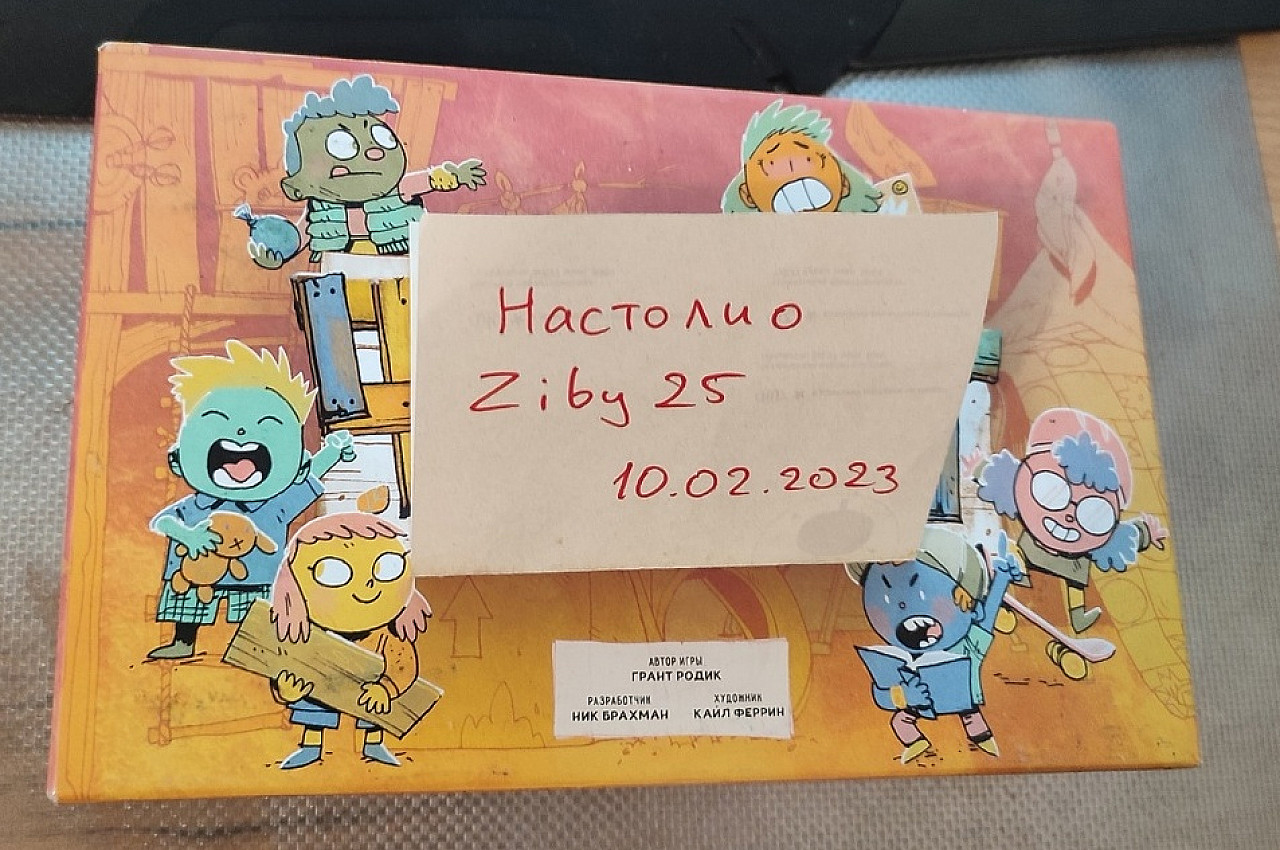 Настолио
Ziby 25
10.02.2023
АВТОР ИГРЫ
ГРАНТ РОДИК
РАЗРАБОТЧИК ХУДОЖНИК
НИК БРАХМАН КАЙЛ ФЕРРИН